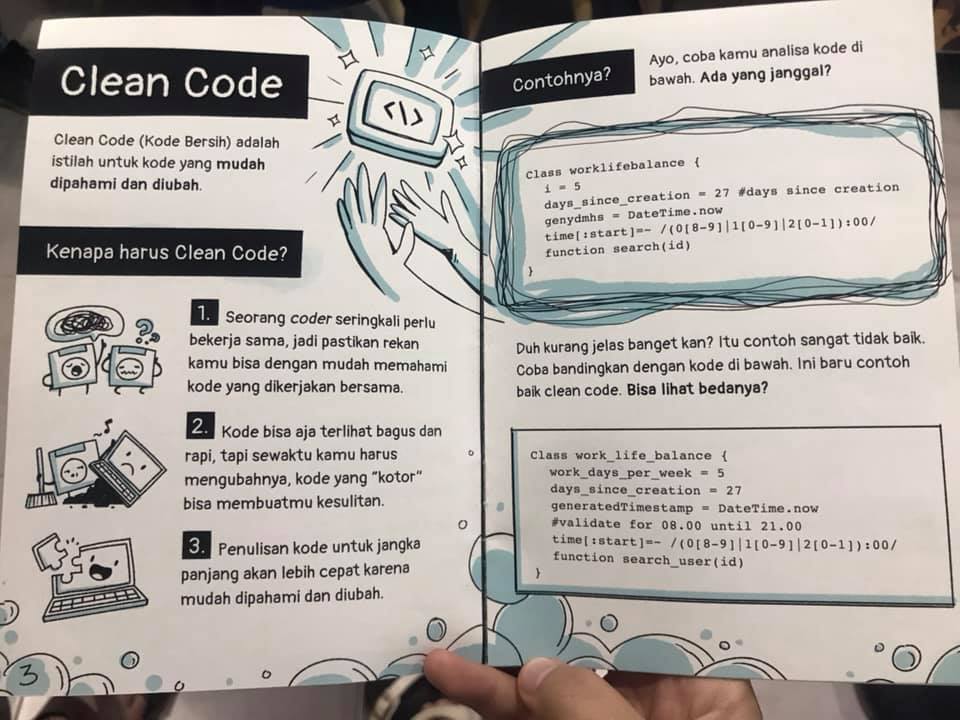 Clean Code
Clean Code (Kode Bersih) adalah
istilah untuk kode yang mudah
dipahami dan diubah.
</>
Kenapa harus Clean Code?
1. Seorang coder seringkali perlu
bekerja sama, jadi pastikan rekan
kamu bisa dengan mudah memahami
kode yang dikerjakan bersama.
2. Kode bisa aja terlihat bagus dan
rapi, tapi sewaktu kamu harus
mengubahnya, kode yang "kotor"
bisa membuatmu kesulitan.
3. Penulisan kode untuk jangka
panjang akan lebih cepat karena
mudah dipahami dan diubah.
3
Contohnya?
Ayo, coba kamu analisa kode di
bawah. Ada yang janggal?
Class worklifebalance {
i = 5
days_since_creation = 27 #days since creation
genydmhs = DateTime.now
time[:start]=~ /(0[8-9]|1[0-9]|2[0-1]):00/
function search(id)
}
Duh kurang jelas banget kan? Itu contoh sangat tidak baik.
Coba bandingkan dengan kode di bawah. Ini baru contoh
baik clean code. Bisa lihat bedanya?
Class work_life_balance {
work_days_per_week = 5
days_since_creation = 27
generatedTimestamp = DateTime.now
#validate for 08.00 until 21.00
time[:start]=~ /(0[8-9]|1[0-9]|2[0-1]):00/
function search_user(id)
}